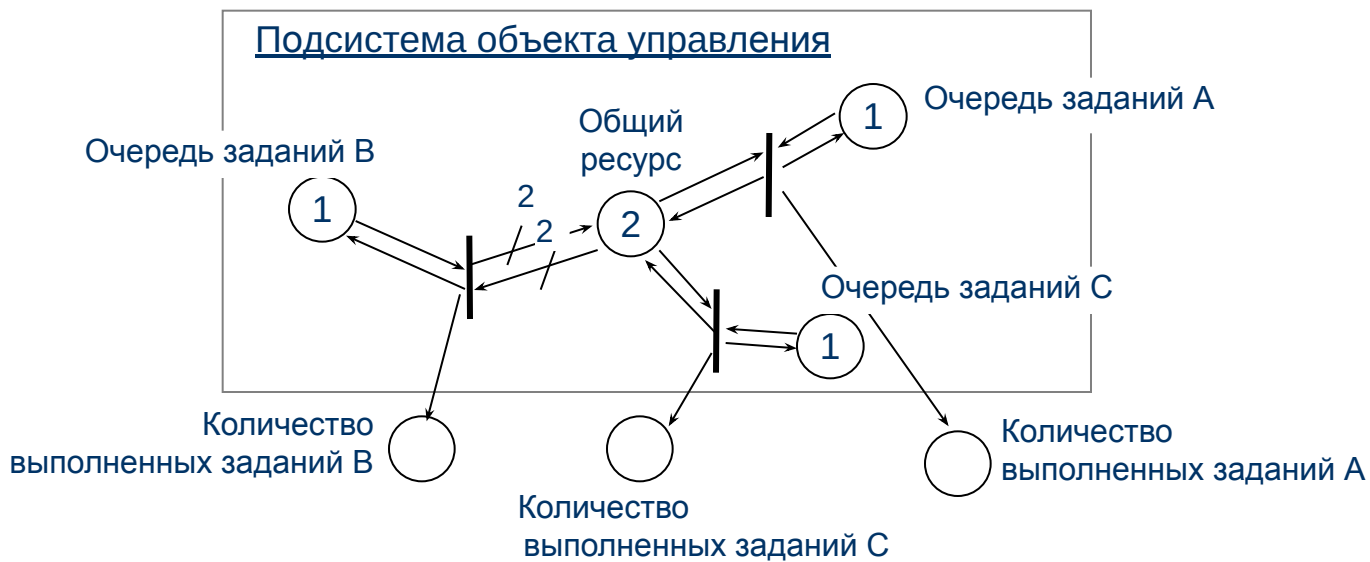 Подсистема объекта управления
Очередь заданий A
1
Общий
ресурс
Очередь заданий B
1
2
2
2
Очередь заданий C
1
Количество
выполненных заданий B
Количество
выполненных заданий C
Количество
выполненных заданий A